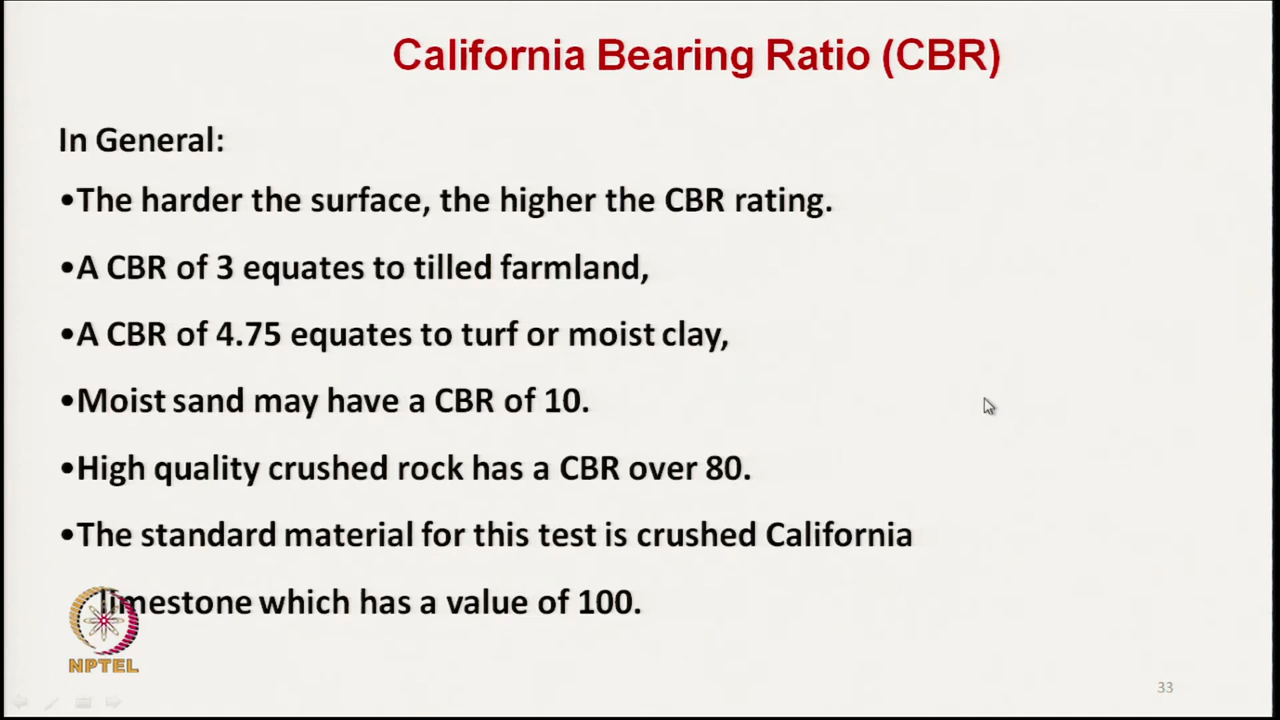 California Bearing Ratio (CBR)
In General:
•The harder the surface, the higher the CBR rating.
•A CBR of 3 equates to tilled farmland,
•A CBR of 4.75 equates to turf or moist clay,
•Moist sand may have a CBR of 10.
•High quality crushed rock has a CBR over 80.
•The standard material for this test is crushed California
limestone which has a value of 100.
NPTEL
33